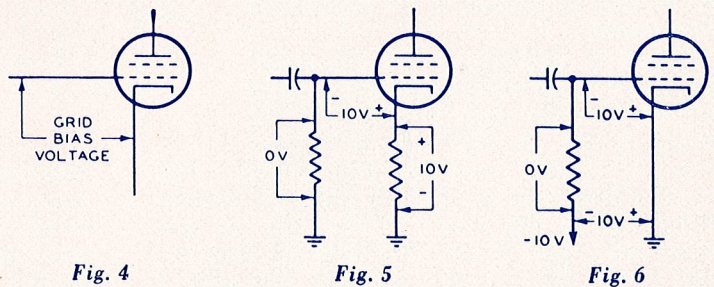 GRID
BIAS
VOLTAGE
Fig. 4
- 10V +
0V
+
10V
-
Fig. 5
- 10V +
0V
- 10V +
-10V
Fig. 6